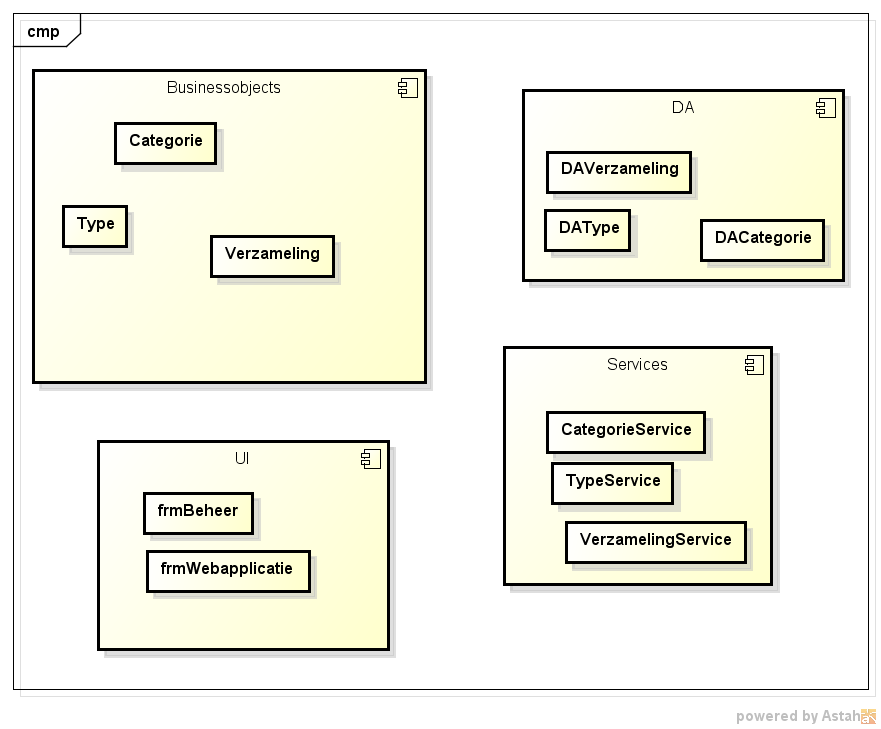 cmp
Businessobjects
Categorie
Type
Verzameling
DA
DAVerzameling
DAType
DACategorie
UI
frmBeheer
frmWebapplicatie
Services
CategorieService
TypeService
VerzamelingService
powered by Astah